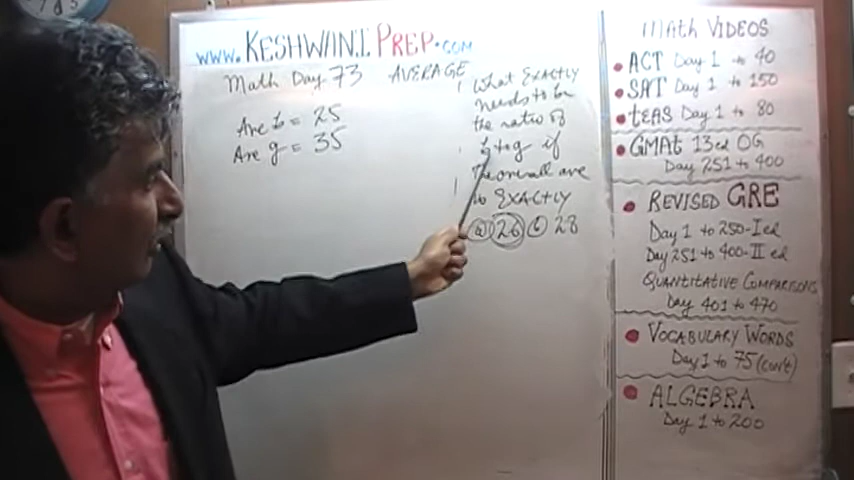 www.KESHWANIPREP.com
Math Day 73 AVERAGE
Ave b = 25
Ave g = 35
What EXACTLY
needs to be
the ratio of
b to g if
The overall ave
is EXACTLY
(a) 26 (b) 28
Math VIDEOS
ACT Day 1 to 40
SAT Day 1 to 150
tEAS Day 1 to 80
GMAt 13ed OG
Day 251 to 400
REVISED GRE
Day 1 to 250-I ed
Day 251 to 400-II ed
QUANTITATIVE COMPARISONS
Day 401 to 470
VOCABULARY WORDS
Day 1 to 75 (con't)
ALGEBRA
Day 1 to 200